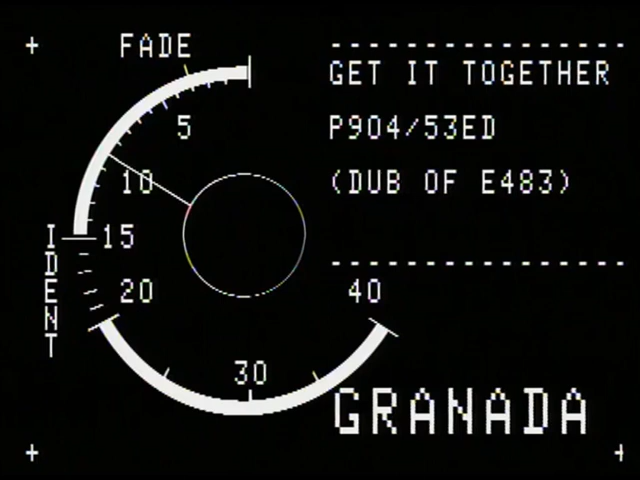 FADE
GET IT TOGETHER
5
P904/53ED
10
(DUB OF E483)
IDENT
15
20
40
30
GRANADA